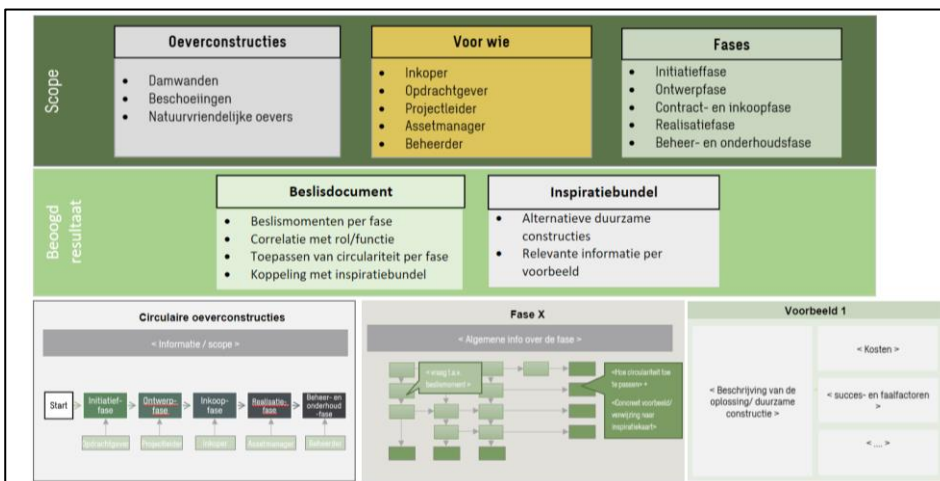 Scope
Oeverconstructies
• Damwanden
• Beschoeiingen
• Natuurvriendelijke oevers
Voor wie
• Inkoper
• Opdrachtgever
• Projectleider
• Assetmanager
• Beheerder
Fases
• Initiatieffase
• Ontwerpfase
• Contract- en inkoopfase
• Realisatiefase
• Beheer- en onderhoudsfase
Beoogd
resultaat
Beslisdocument
• Beslismomenten per fase
• Correlatie met rol/functie
• Toepassen van circulariteit per fase
• Koppeling met inspiratiebundel
Inspiratiebundel
• Alternatieve duurzame
constructies
• Relevante informatie per
voorbeeld
Circulaire oeverconstructies
< Informatie / scope >
Start
Initiatief-
fase
Ontwerp-
fase
Inkoop-
fase
Realisatie-
fase
Beheer- en
onderhoud
-fase
Opdrachtgever
Projectleider
Inkoper
Assetmanager
Beheerder
Fase X
< Algemene info over de fase >
< vraag t.a.v.
beslismoment >
<Hoe circulariteit toe
te passen> +
<Concreet voorbeeld/
verwijzing naar
inspiratiekaart>
Voorbeeld 1
< Beschrijving van de
oplossing/ duurzame
constructie >
< Kosten >
< succes- en faalfactoren
>
< .... >